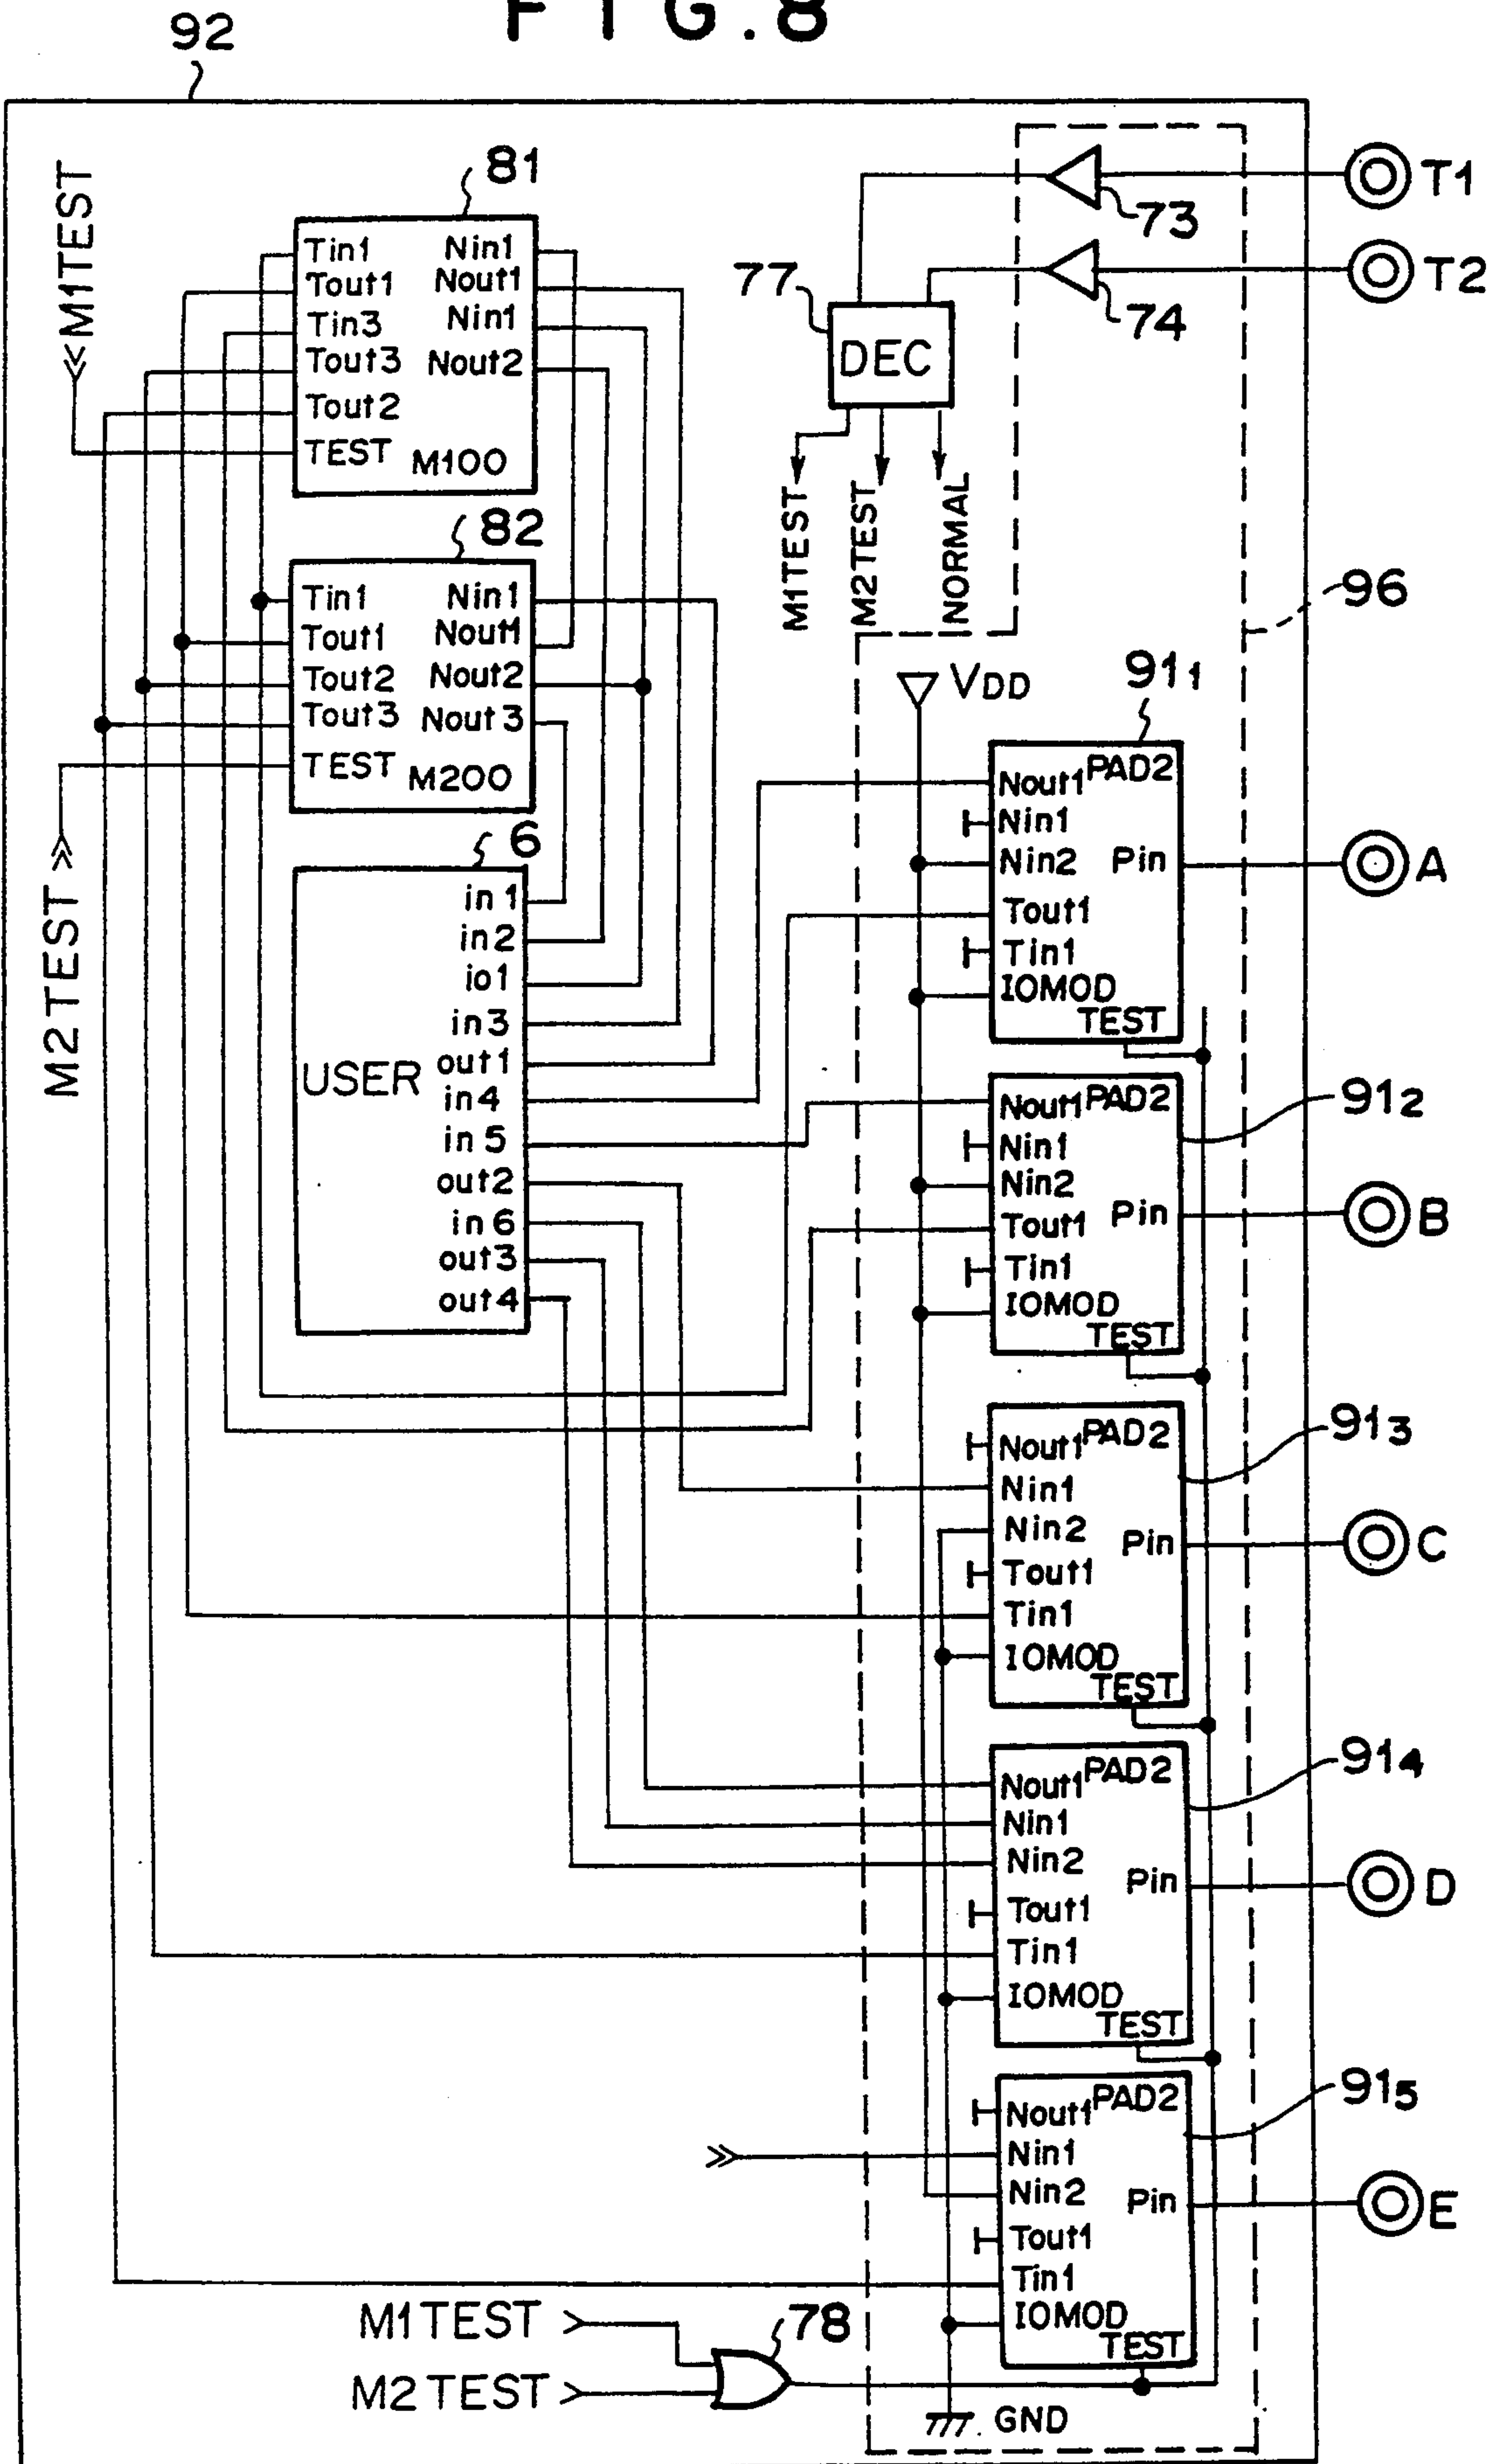 FIG.8
92
T1
73
T2
74
77
DEC
M1TEST
M2TEST
NORMAL
96
M1TEST
81
Tin1 Nin1
Tout1 Nout1
Tin3 Nin1
Tout3 Nout2
Tout2
TEST M100
82
Tin1 Nin1
Tout1 Nout1
Tout2 Nout2
Tout3 Nout3
TEST M200
M2TEST
6
USER
in1
in2
io1
in3
out1
in4
in5
out2
in6
out3
out4
VDD
911
Nout1 PAD2
Nin1
Nin2 Pin
Tout1
Tin1
IOMOD
TEST
A
912
Nout1 PAD2
Nin1
Nin2
Tout1 Pin
Tin1
IOMOD
TEST
B
913
Nout1 PAD2
Nin1
Nin2 Pin
Tout1
Tin1
IOMOD
TEST
C
914
Nout1 PAD2
Nin1
Nin2 Pin
Tout1
Tin1
IOMOD
TEST
D
915
Nout1 PAD2
Nin1
Nin2 Pin
Tout1
Tin1
IOMOD
TEST
E
M1TEST
M2TEST
78
GND